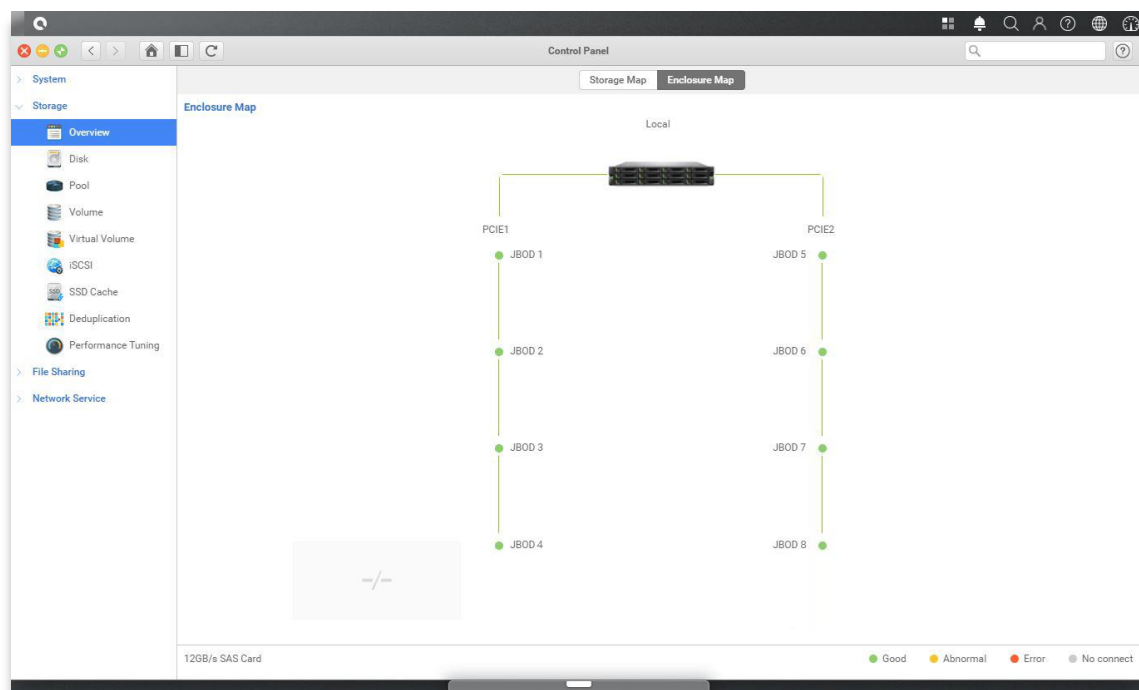 Control Panel
System
Storage Map Enclosure Map
Storage
Enclosure Map
Overview
Local
Disk
Pool
Volume
PCIE1 PCIE2
Virtual Volume
JBOD 1 JBOD 5
iSCSI
SSD Cache
Deduplication
Performance Tuning
JBOD 2 JBOD 6
File Sharing
Network Service
JBOD 3 JBOD 7
JBOD 4 JBOD 8
-/-
12GB/s SAS Card Good Abnormal Error No connect